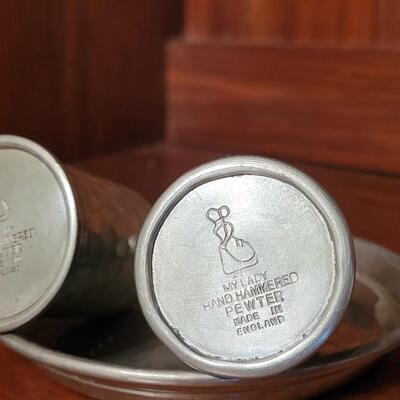 MY LADY
HAND HAMMERED
PEWTER
MADE IN
ENGLAND